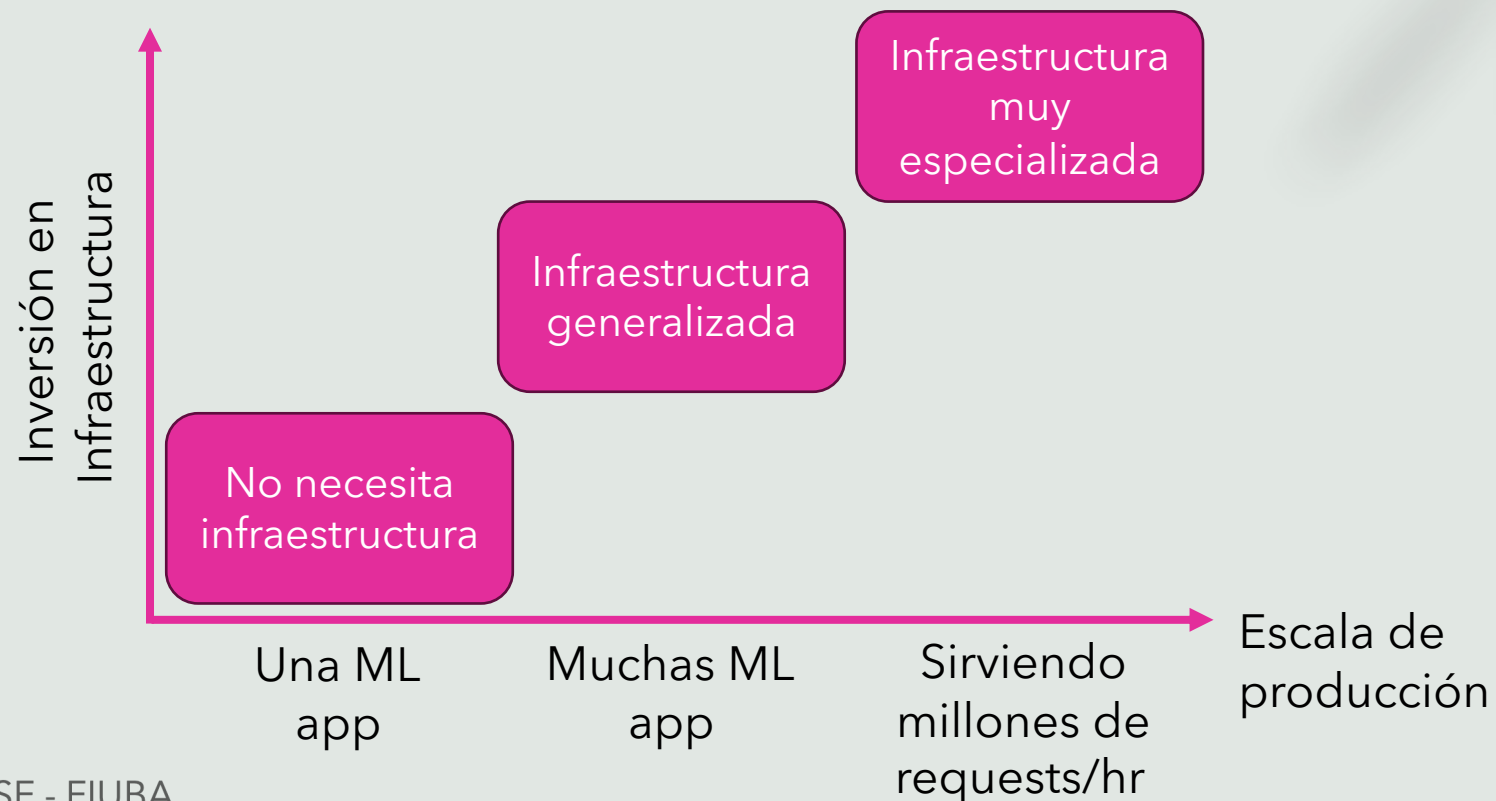 Inversión en
Infraestructura
Infraestructura
muy
especializada
Infraestructura
generalizada
No necesita
infraestructura
Una ML
app
Muchas ML
app
Sirviendo
millones de
requests/hr
Escala de
producción
SE - FIUBA